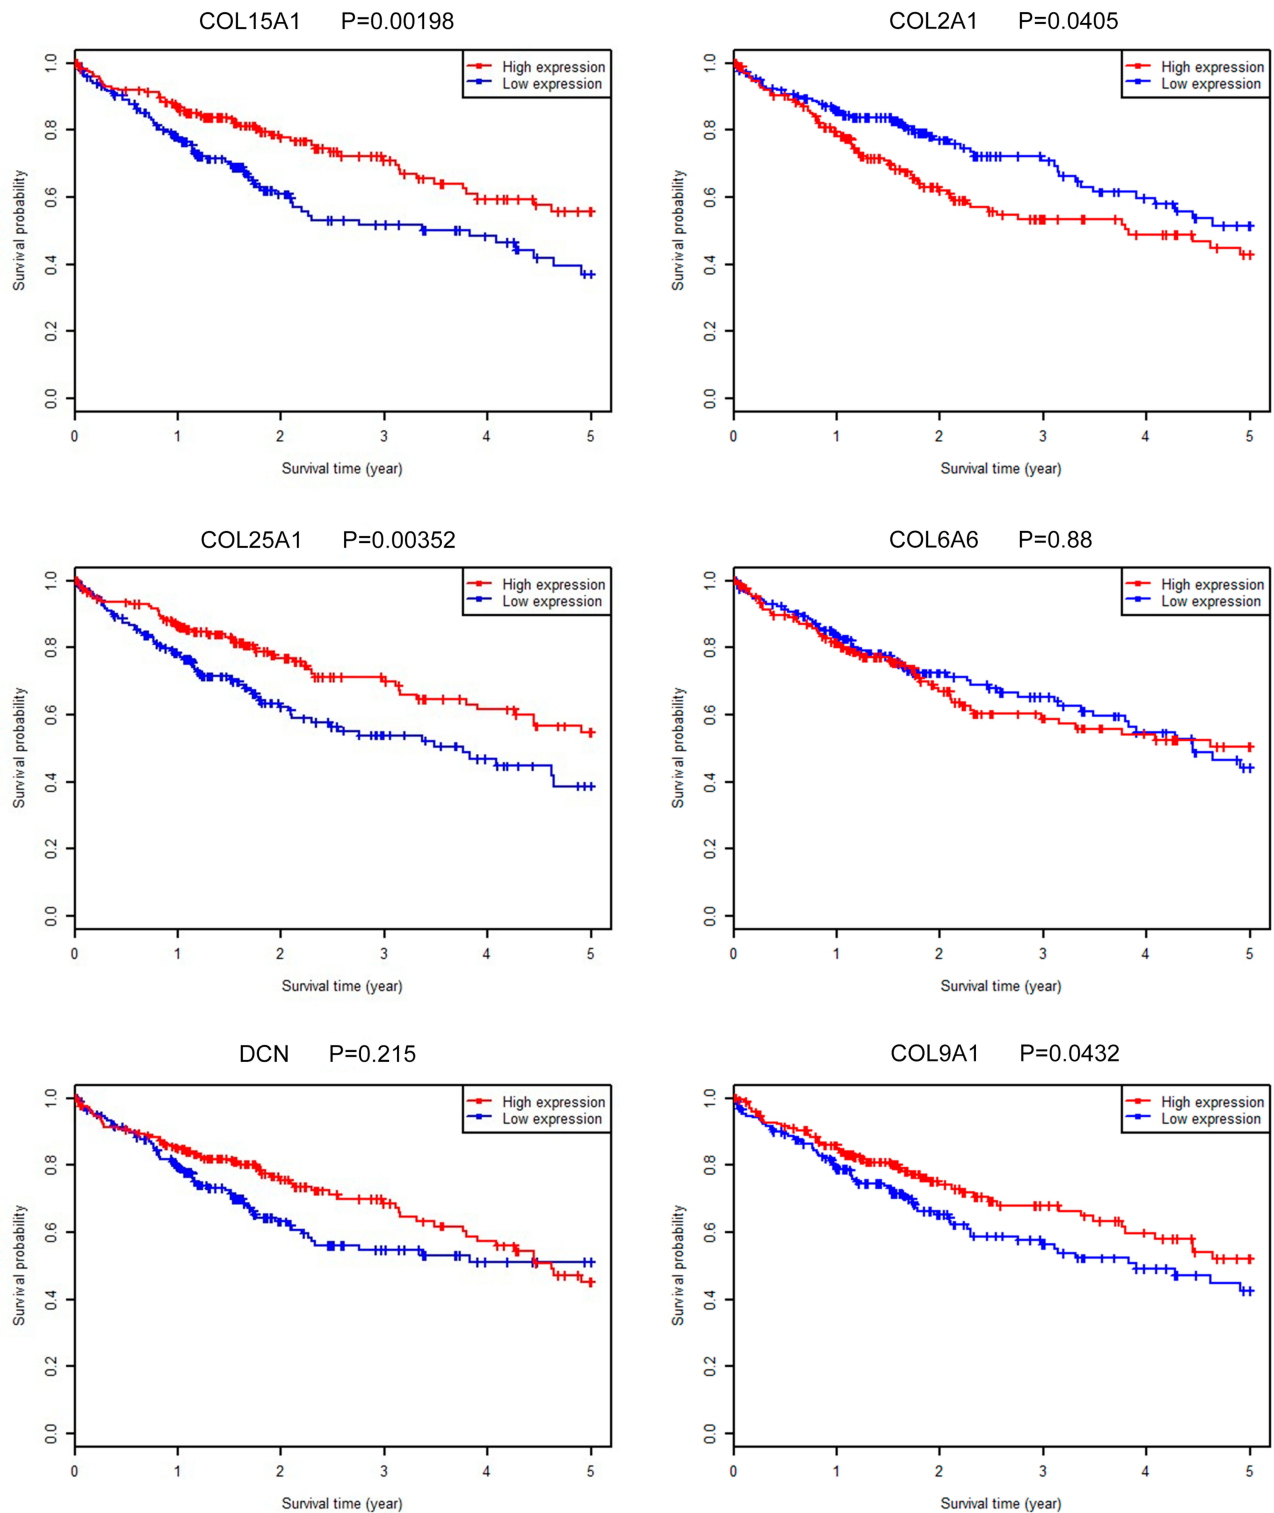 COL15A1 P=0.00198
High expression
Low expression
Survival probability
1.0
0.8
0.6
0.4
0.2
0.0
0 1 2 3 4 5
Survival time (year)
COL2A1 P=0.0405
High expression
Low expression
Survival probability
1.0
0.8
0.6
0.4
0.2
0.0
0 1 2 3 4 5
Survival time (year)
COL25A1 P=0.00352
High expression
Low expression
Survival probability
1.0
0.8
0.6
0.4
0.2
0.0
0 1 2 3 4 5
Survival time (year)
COL6A6 P=0.88
High expression
Low expression
Survival probability
1.0
0.8
0.6
0.4
0.2
0.0
0 1 2 3 4 5
Survival time (year)
DCN P=0.215
High expression
Low expression
Survival probability
1.0
0.8
0.6
0.4
0.2
0.0
0 1 2 3 4 5
Survival time (year)
COL9A1 P=0.0432
High expression
Low expression
Survival probability
1.0
0.8
0.6
0.4
0.2
0.0
0 1 2 3 4 5
Survival time (year)